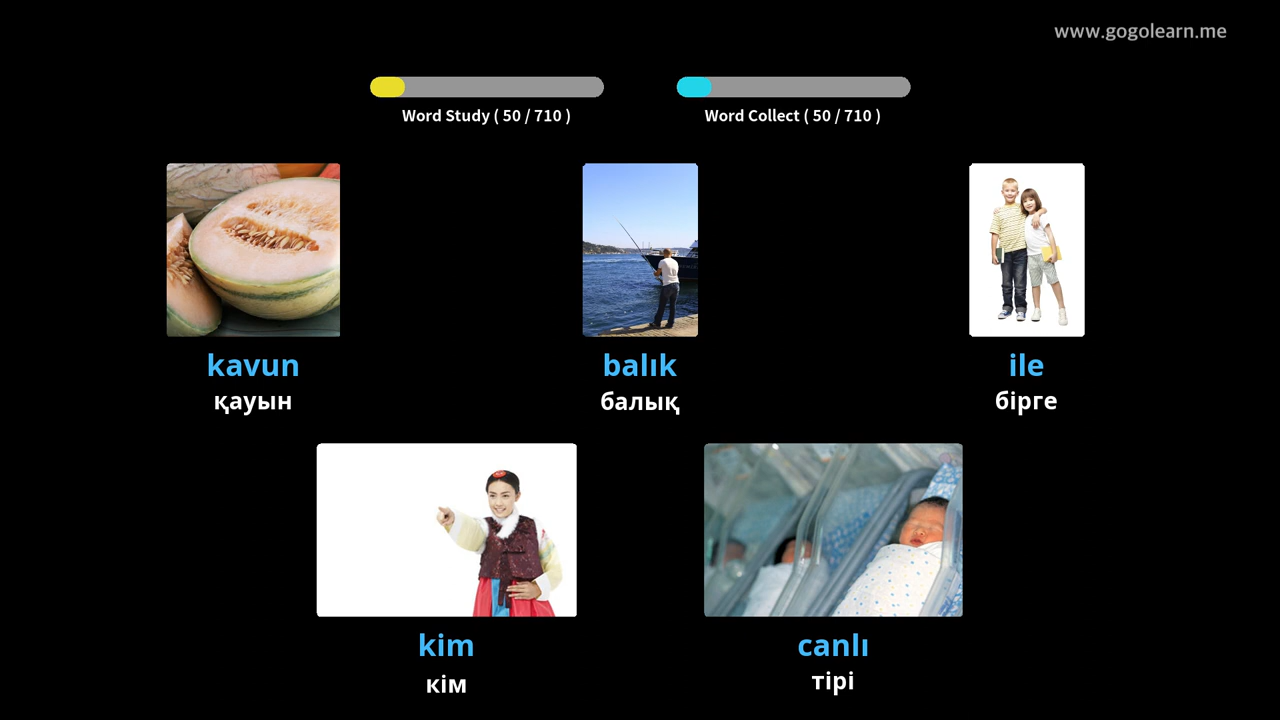 www.gogolearn.me
Word Study ( 50 / 710 )
Word Collect ( 50 / 710 )
kavun
қауын
balık
балық
ile
бірге
kim
кім
canlı
тірі